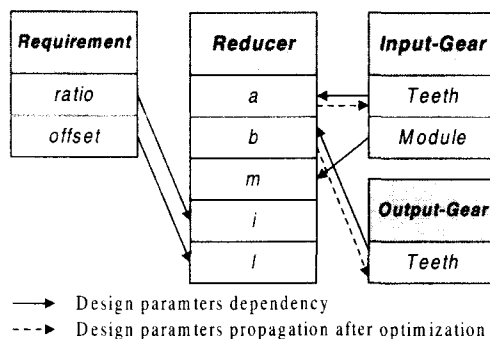 Requirement
ratio
offset
Reducer
a
b
m
i
l
Input-Gear
Teeth
Module
Output-Gear
Teeth
Design paramters dependency
Design paramters propagation after optimization